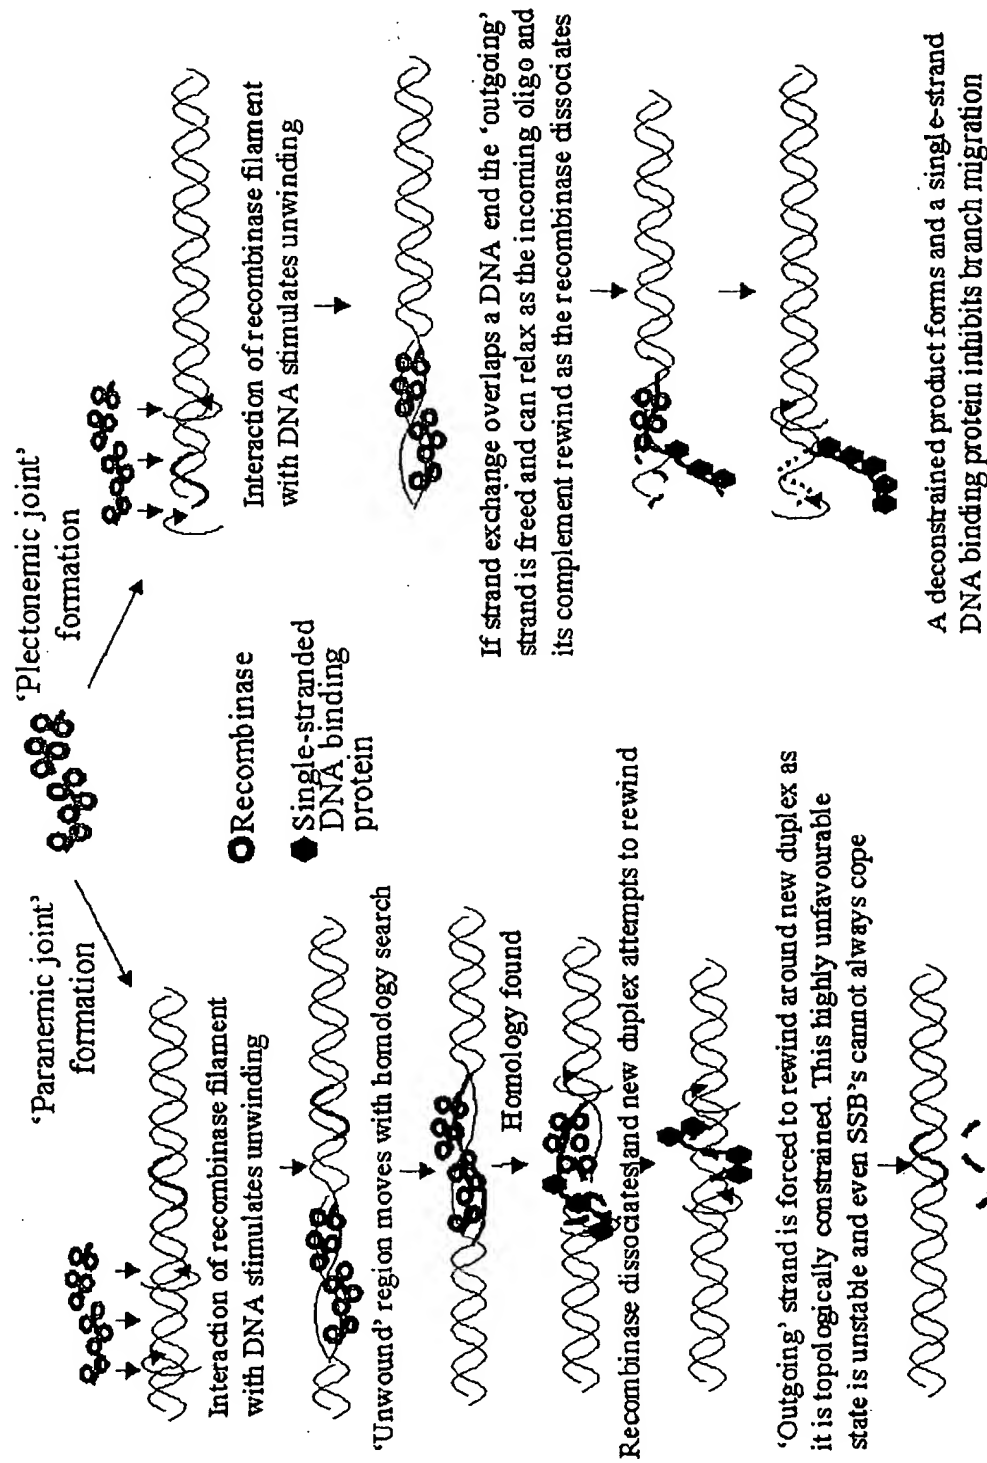 ‘Paranemic joint’
formation
Interaction of recombinase filament
with DNA stimulates unwinding
‘Unwound’ region moves with homology search
Homology found
Recombinase dissociates and new duplex attempts to rewind
‘Outgoing’ strand is forced to rewind around new duplex as
it is topologically constrained. This highly unfavourable
state is unstable and even SSB's cannot always cope
Recombinase
Single-stranded
DNA binding
protein
‘Plectonemic joint’
formation
Interaction of recombinase filament
with DNA stimulates unwinding
If strand exchange overlaps a DNA end the ‘outgoing’
strand is freed and can relax as the incoming oligo and
its complement rewind as the recombinase dissociates
A deconstrained product forms and a single-strand
DNA binding protein inhibits branch migration